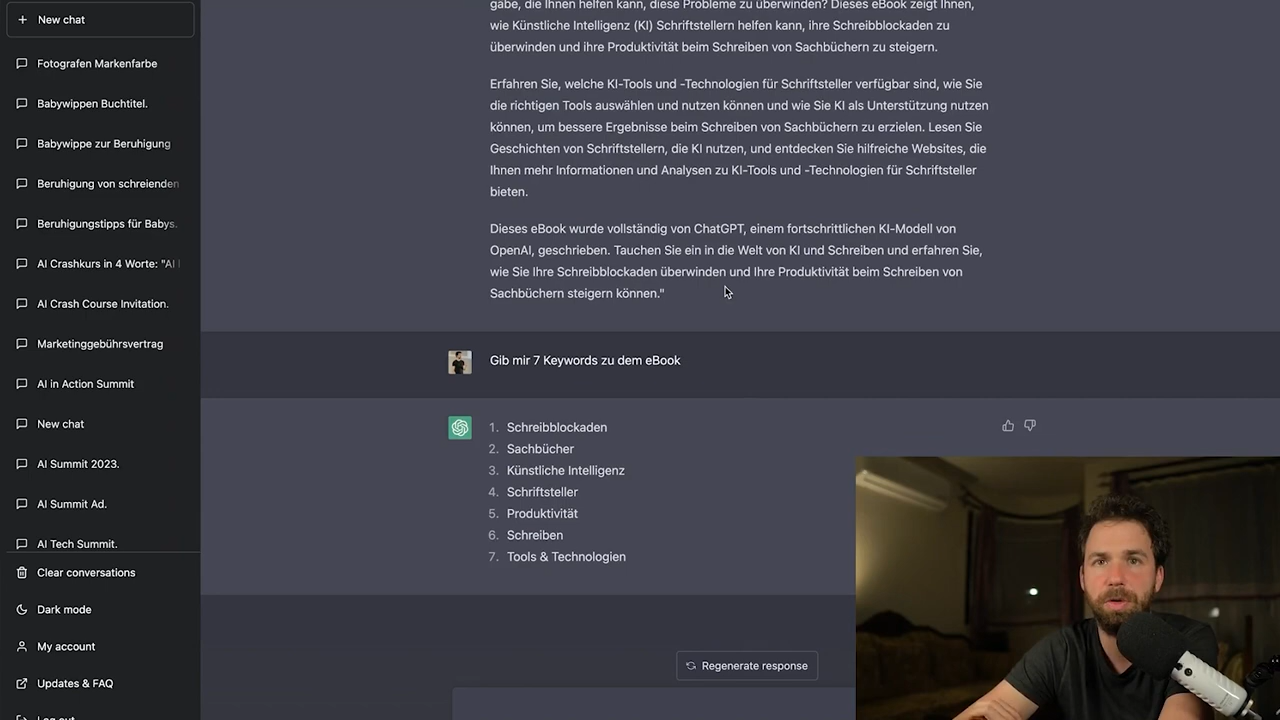 New chat
Fotografen Markenfarbe
Babywippen Buchtitel.
Babywippe zur Beruhigung
Beruhigung von schreienden
Beruhigungstipps für Babys.
AI Crashkurs in 4 Worte: "AI
AI Crash Course Invitation.
Marketinggebührsvertrag
AI in Action Summit
New chat
AI Summit 2023.
AI Summit Ad.
AI Tech Summit.
Clear conversations
Dark mode
My account
Updates & FAQ
Log out
gabe, die Ihnen helfen kann, diese Probleme zu überwinden? Dieses eBook zeigt Ihnen,
wie Künstliche Intelligenz (KI) Schriftstellern helfen kann, ihre Schreibblockaden zu
überwinden und ihre Produktivität beim Schreiben von Sachbüchern zu steigern.
Erfahren Sie, welche KI-Tools und -Technologien für Schriftsteller verfügbar sind, wie Sie
die richtigen Tools auswählen und nutzen können und wie Sie KI als Unterstützung nutzen
können, um bessere Ergebnisse beim Schreiben von Sachbüchern zu erzielen. Lesen Sie
Geschichten von Schriftstellern, die KI nutzen, und entdecken Sie hilfreiche Websites, die
Ihnen mehr Informationen und Analysen zu KI-Tools und -Technologien für Schriftsteller
bieten.
Dieses eBook wurde vollständig von ChatGPT, einem fortschrittlichen KI-Modell von
OpenAI, geschrieben. Tauchen Sie ein in die Welt von KI und Schreiben und erfahren Sie,
wie Sie Ihre Schreibblockaden überwinden und Ihre Produktivität beim Schreiben von
Sachbüchern steigern können."
Gib mir 7 Keywords zu dem eBook
1. Schreibblockaden
2. Sachbücher
3. Künstliche Intelligenz
4. Schriftsteller
5. Produktivität
6. Schreiben
7. Tools & Technologien
Regenerate response